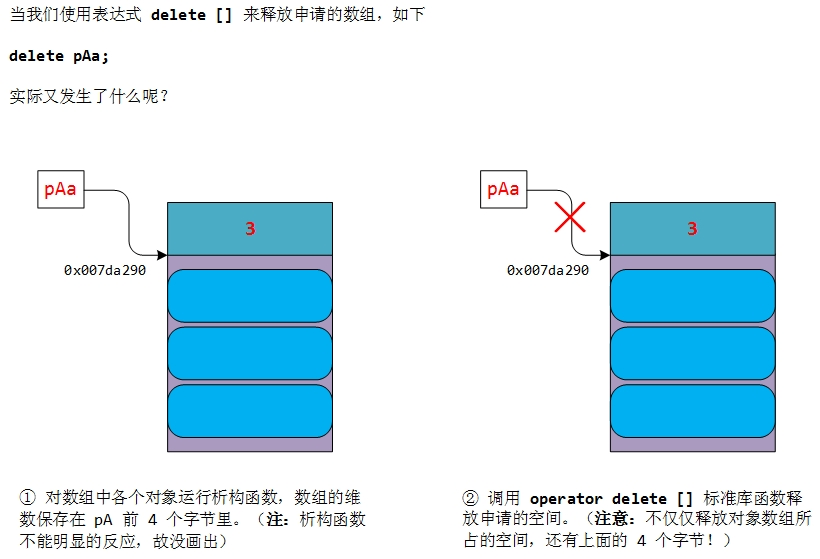 当我们使用表达式 delete [] 来释放申请的数组，如下
delete pAa;
实际又发生了什么呢？
pAa
3
0x007da290
pAa
3
0x007da290
① 对数组中各个对象运行析构函数，数组的维
数保存在 pA 前 4 个字节里。（注：析构函数
不能明显的反应，故没画出）
② 调用 operator delete [] 标准库函数释
放申请的空间。（注意：不仅仅释放对象数组所
占的空间，还有上面的 4 个字节！）